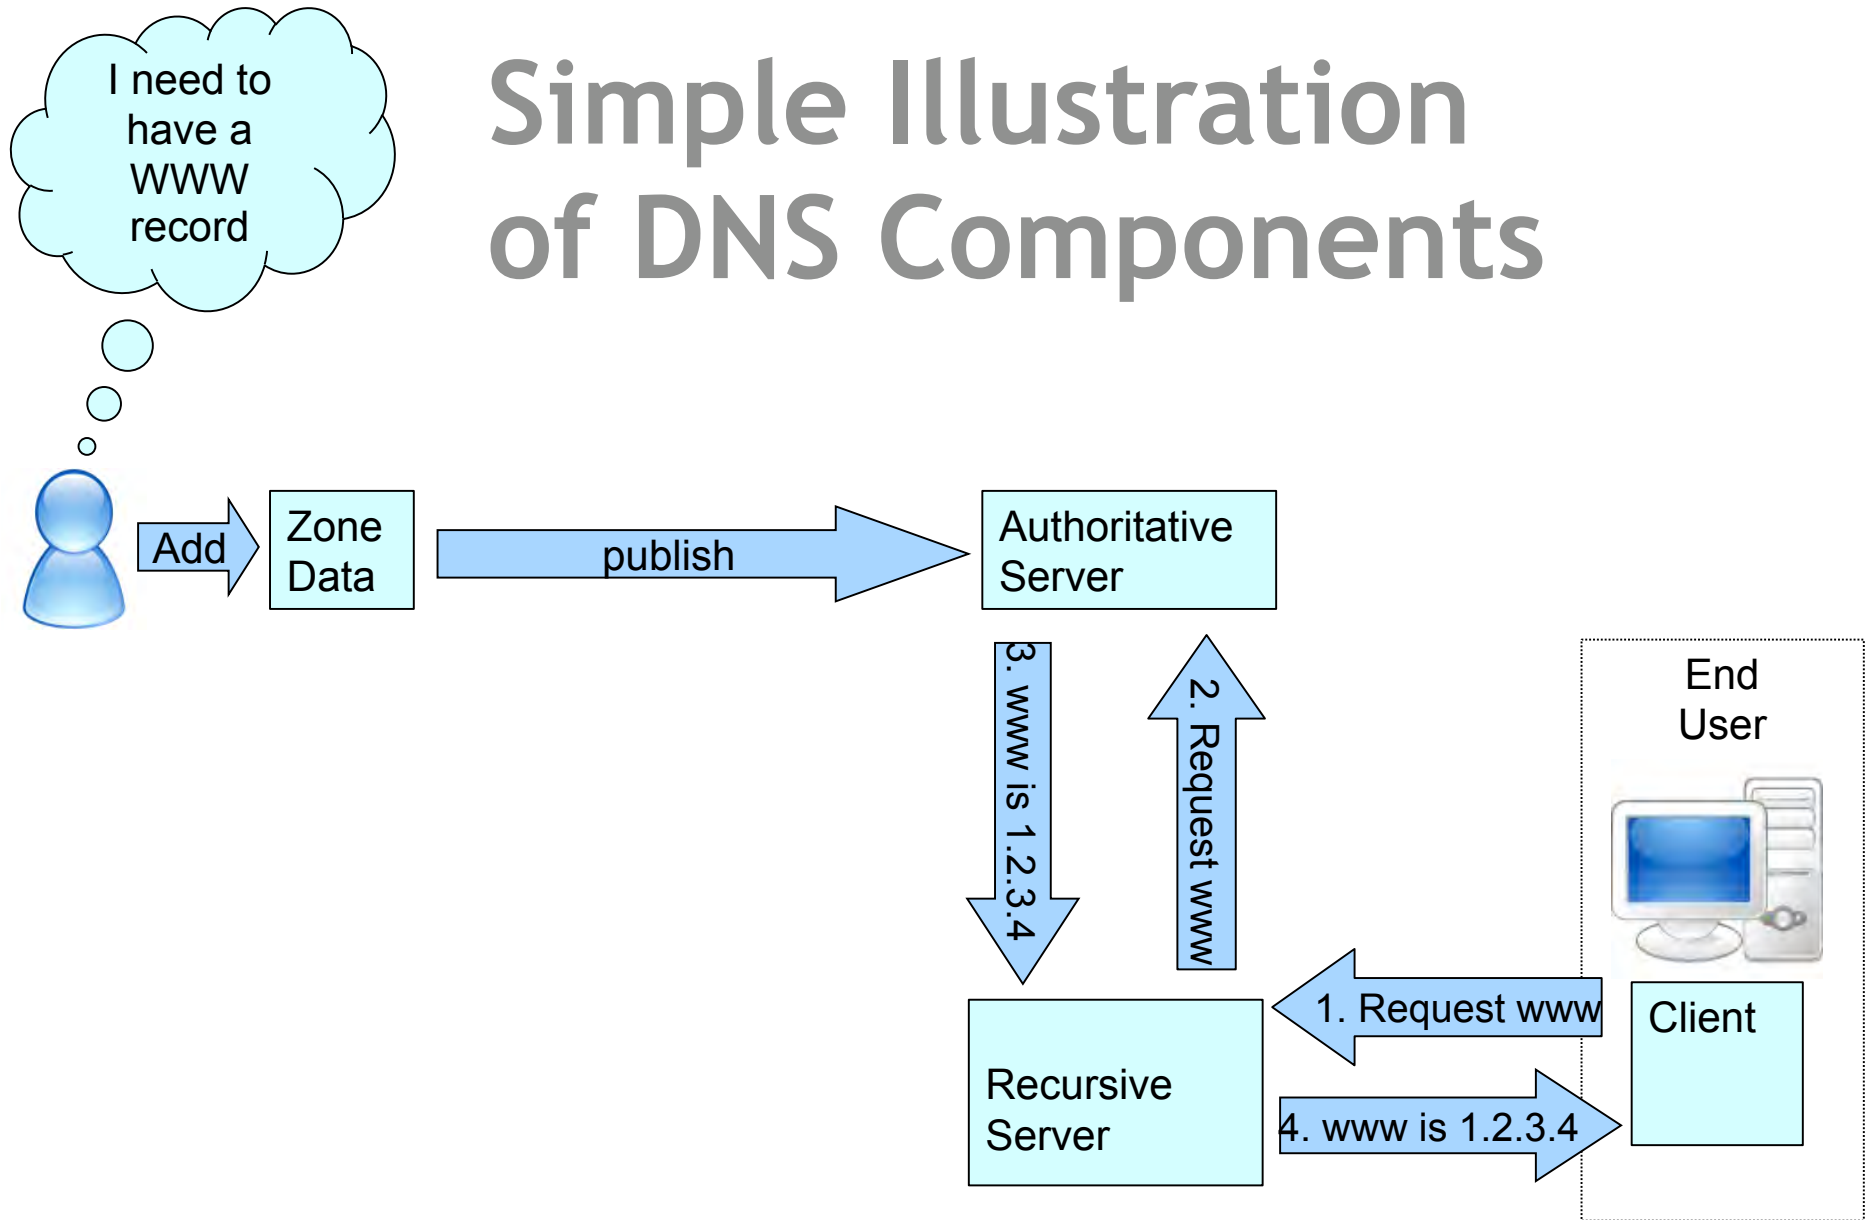 I need to
have a
WWW
record
Simple Illustration
of DNS Components
Add
Zone
Data
publish
Authoritative
Server
3. www is 1.2.3.4
2. Request www
End
User
1. Request www
Client
Recursive
Server
4. www is 1.2.3.4